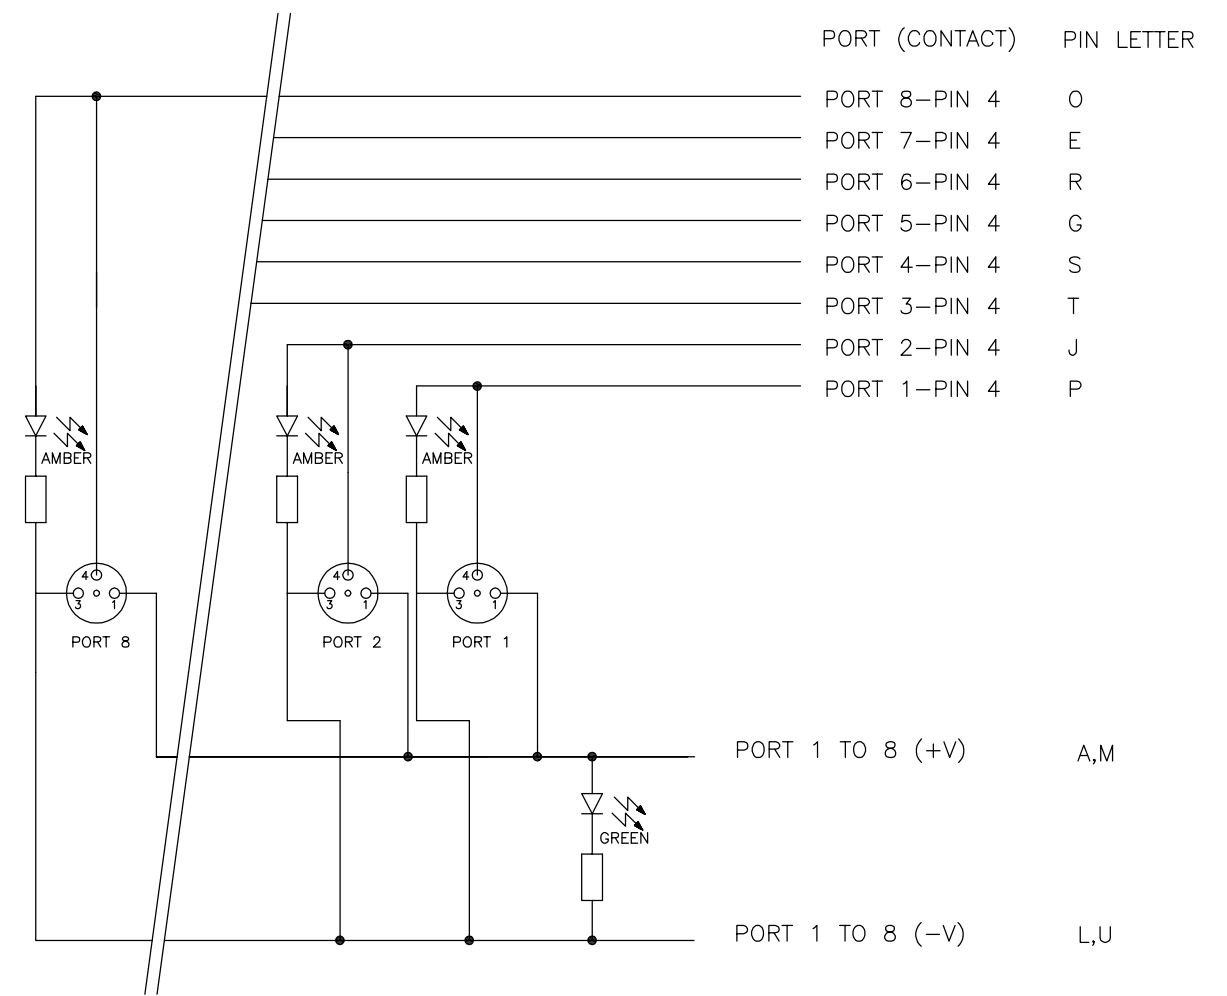 PORT (CONTACT) PIN LETTER
PORT 8-PIN 4 O
PORT 7-PIN 4 E
PORT 6-PIN 4 R
PORT 5-PIN 4 G
PORT 4-PIN 4 S
PORT 3-PIN 4 T
PORT 2-PIN 4 J
PORT 1-PIN 4 P
AMBER AMBER AMBER
4 4 4
3 1 3 1 3 1
PORT 8 PORT 2 PORT 1
PORT 1 TO 8 (+V) A,M
GREEN
PORT 1 TO 8 (-V) L,U